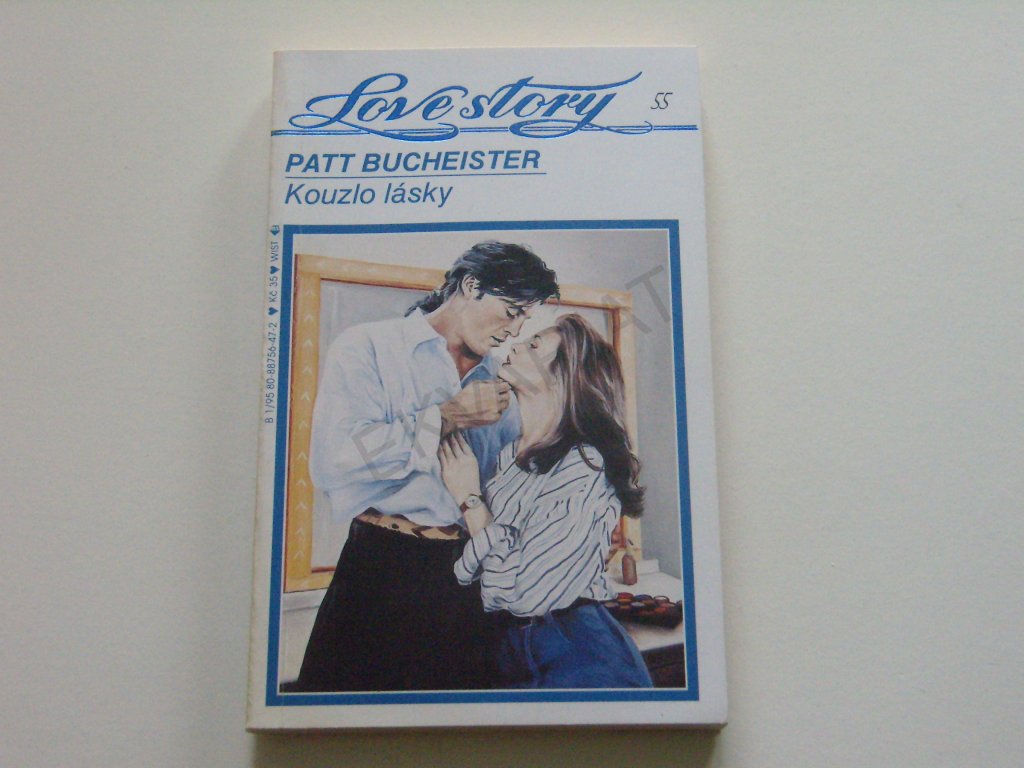 Love story 55
PATT BUCHEISTER
Kouzlo lásky
B 1/95 80-88756-47-2 ♥ Kč 35 ♥ WIST